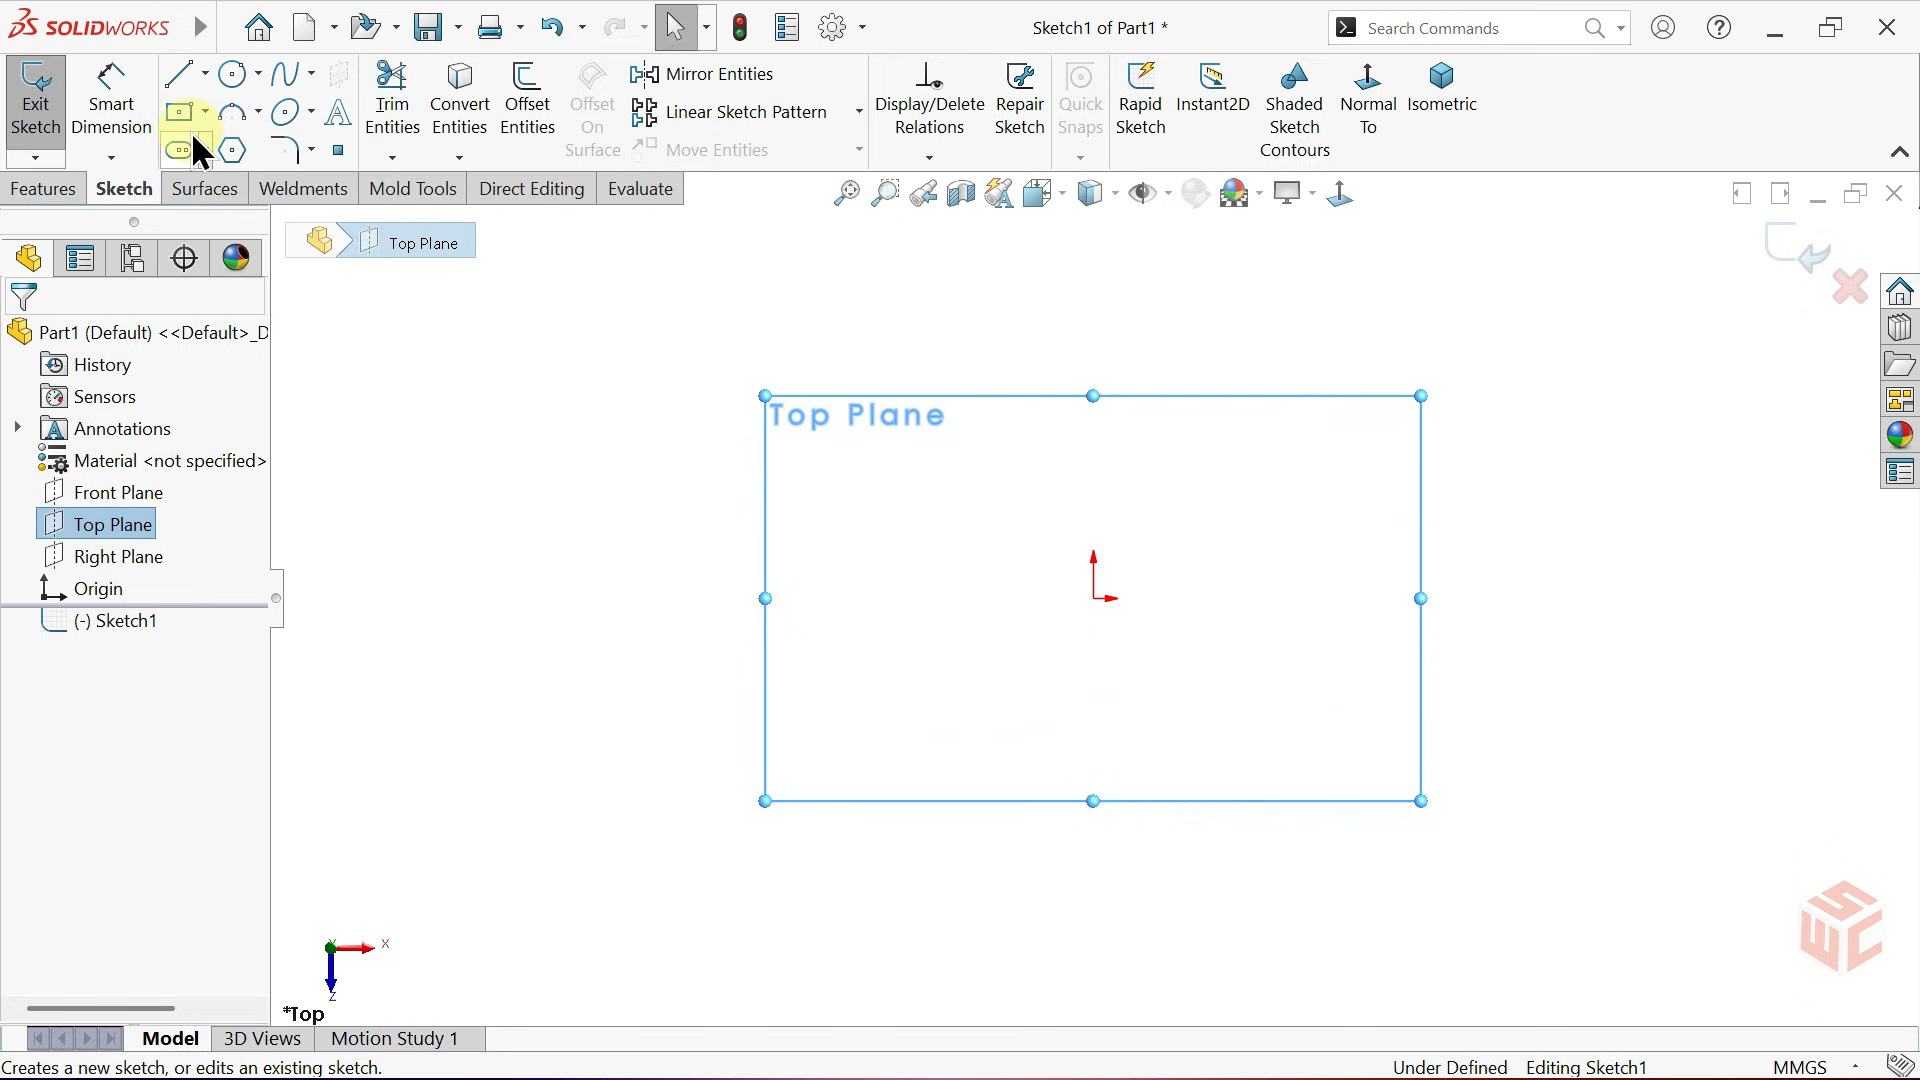 SOLIDWORKS
Sketch1 of Part1 *
Search Commands
Exit Sketch
Smart Dimension
Trim Entities
Convert Entities
Offset Entities
Offset On Surface
Mirror Entities
Linear Sketch Pattern
Move Entities
Display/Delete Relations
Repair Sketch
Quick Snaps
Rapid Sketch
Instant2D
Shaded Sketch Contours
Normal To
Isometric
Features
Sketch
Surfaces
Weldments
Mold Tools
Direct Editing
Evaluate
Top Plane
Part1 (Default) <<Default>_D
History
Sensors
Annotations
Material <not specified>
Front Plane
Top Plane
Right Plane
Origin
(-) Sketch1
Top Plane
Y
X
Z
*Top
SWC
Model
3D Views
Motion Study 1
Creates a new sketch, or edits an existing sketch.
Under Defined
Editing Sketch1
MMGS